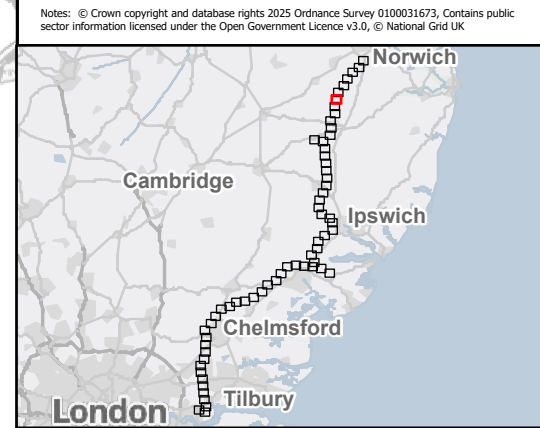 Notes: © Crown copyright and database rights 2025 Ordnance Survey 0100031673, Contains public
sector information licensed under the Open Government Licence v3.0, © National Grid UK
Norwich
Cambridge
Ipswich
Chelmsford
Tilbury
London